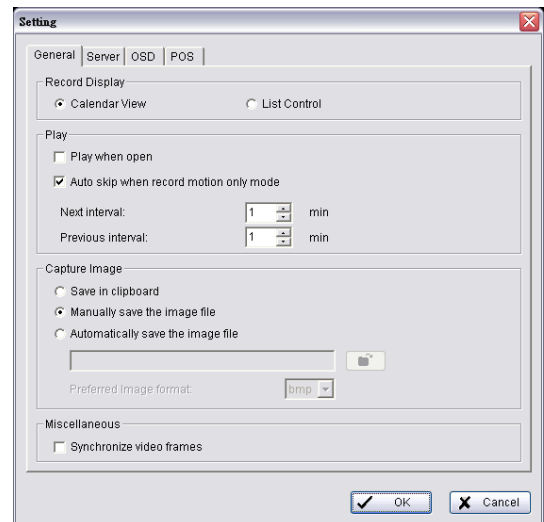 Setting
General Server OSD POS
Record Display
Calendar View List Control
Play
Play when open
Auto skip when record motion only mode
Next interval: 1 min
Previous interval: 1 min
Capture Image
Save in clipboard
Manually save the image file
Automatically save the image file
Preferred Image format: bmp
Miscellaneous
Synchronize video frames
OK Cancel